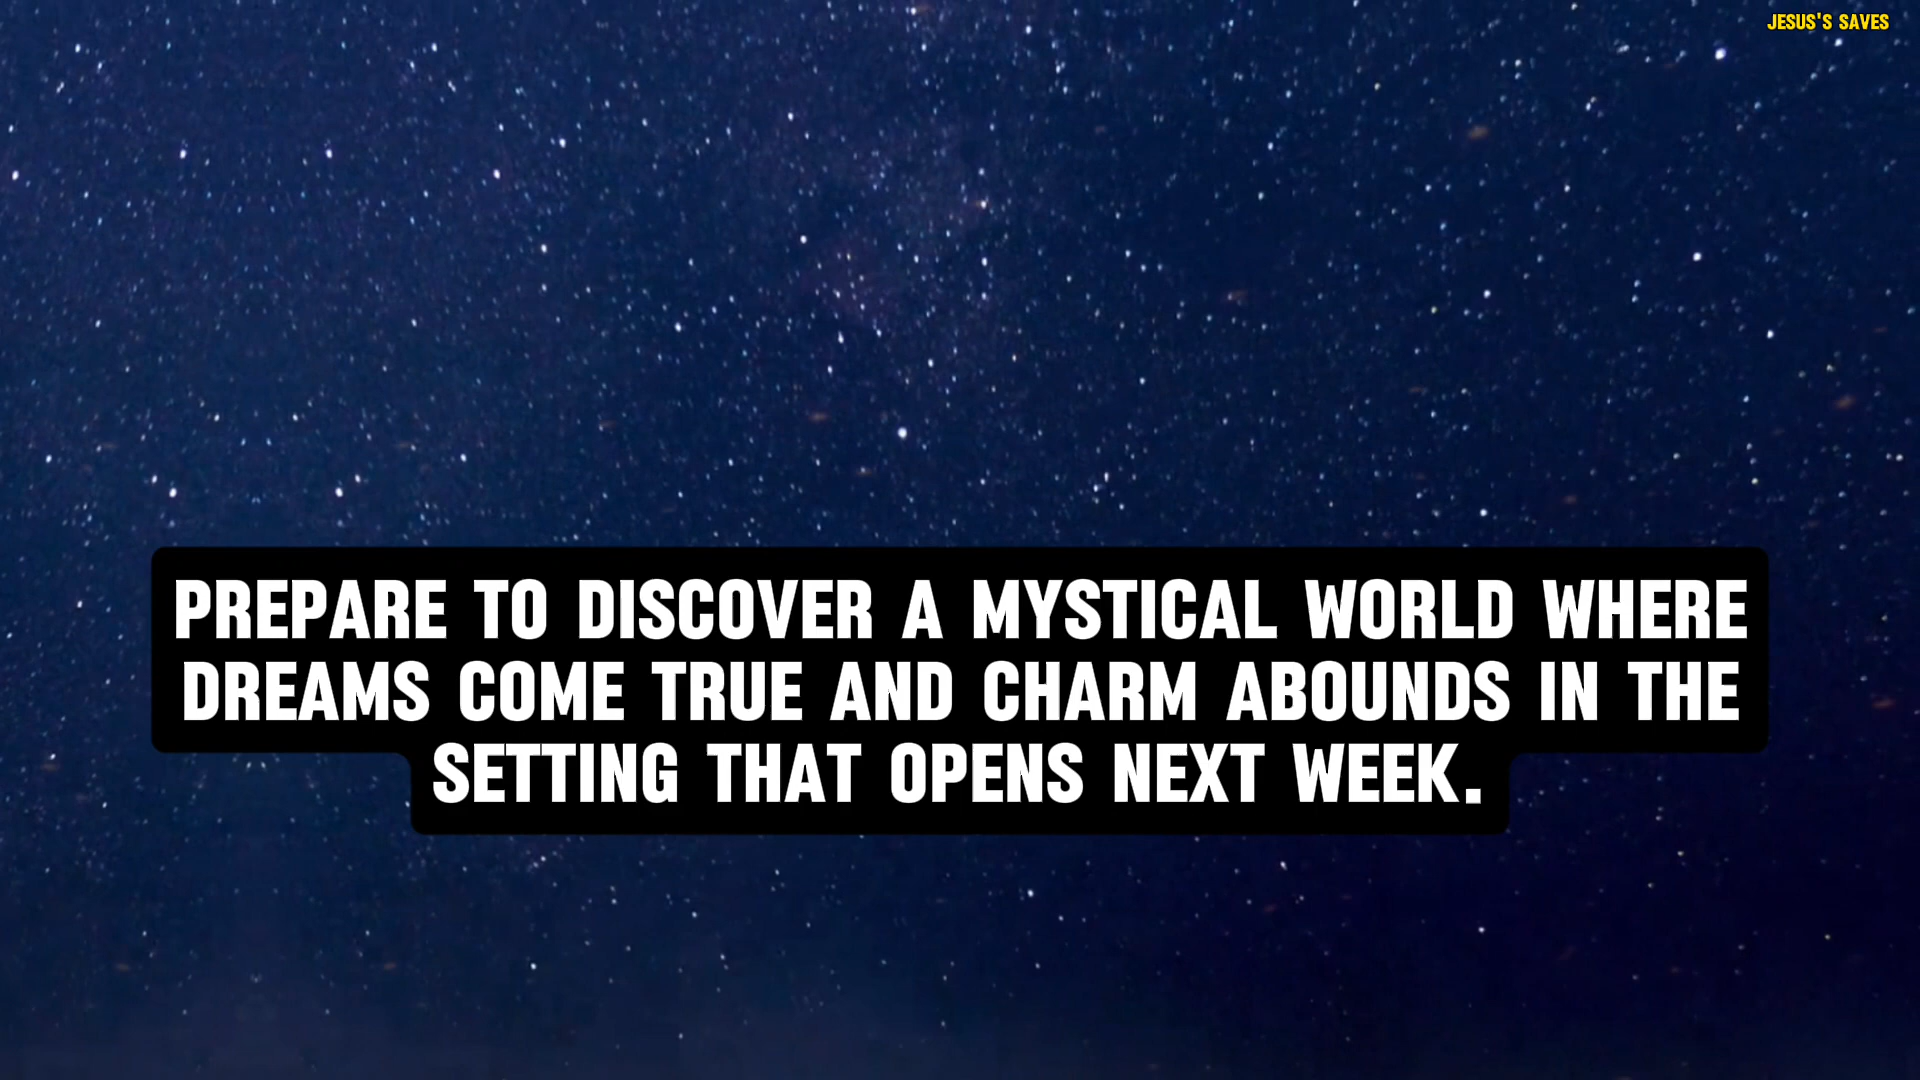 JESUS'S SAVES
PREPARE TO DISCOVER A MYSTICAL WORLD WHERE
DREAMS COME TRUE AND CHARM ABOUNDS IN THE
SETTING THAT OPENS NEXT WEEK.